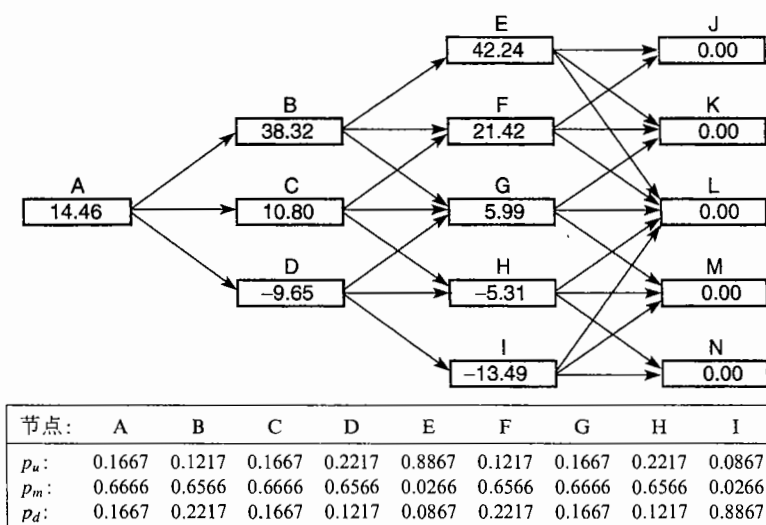 E J
42.24 0.00
B F K
38.32 21.42 0.00
A C G L
14.46 10.80 5.99 0.00
D H M
−9.65 −5.31 0.00
I N
−13.49 0.00
节点: A B C D E F G H I
p_u: 0.1667 0.1217 0.1667 0.2217 0.8867 0.1217 0.1667 0.2217 0.0867
p_m: 0.6666 0.6566 0.6666 0.6566 0.0266 0.6566 0.6666 0.6566 0.0266
p_d: 0.1667 0.2217 0.1667 0.1217 0.0867 0.2217 0.1667 0.1217 0.8867